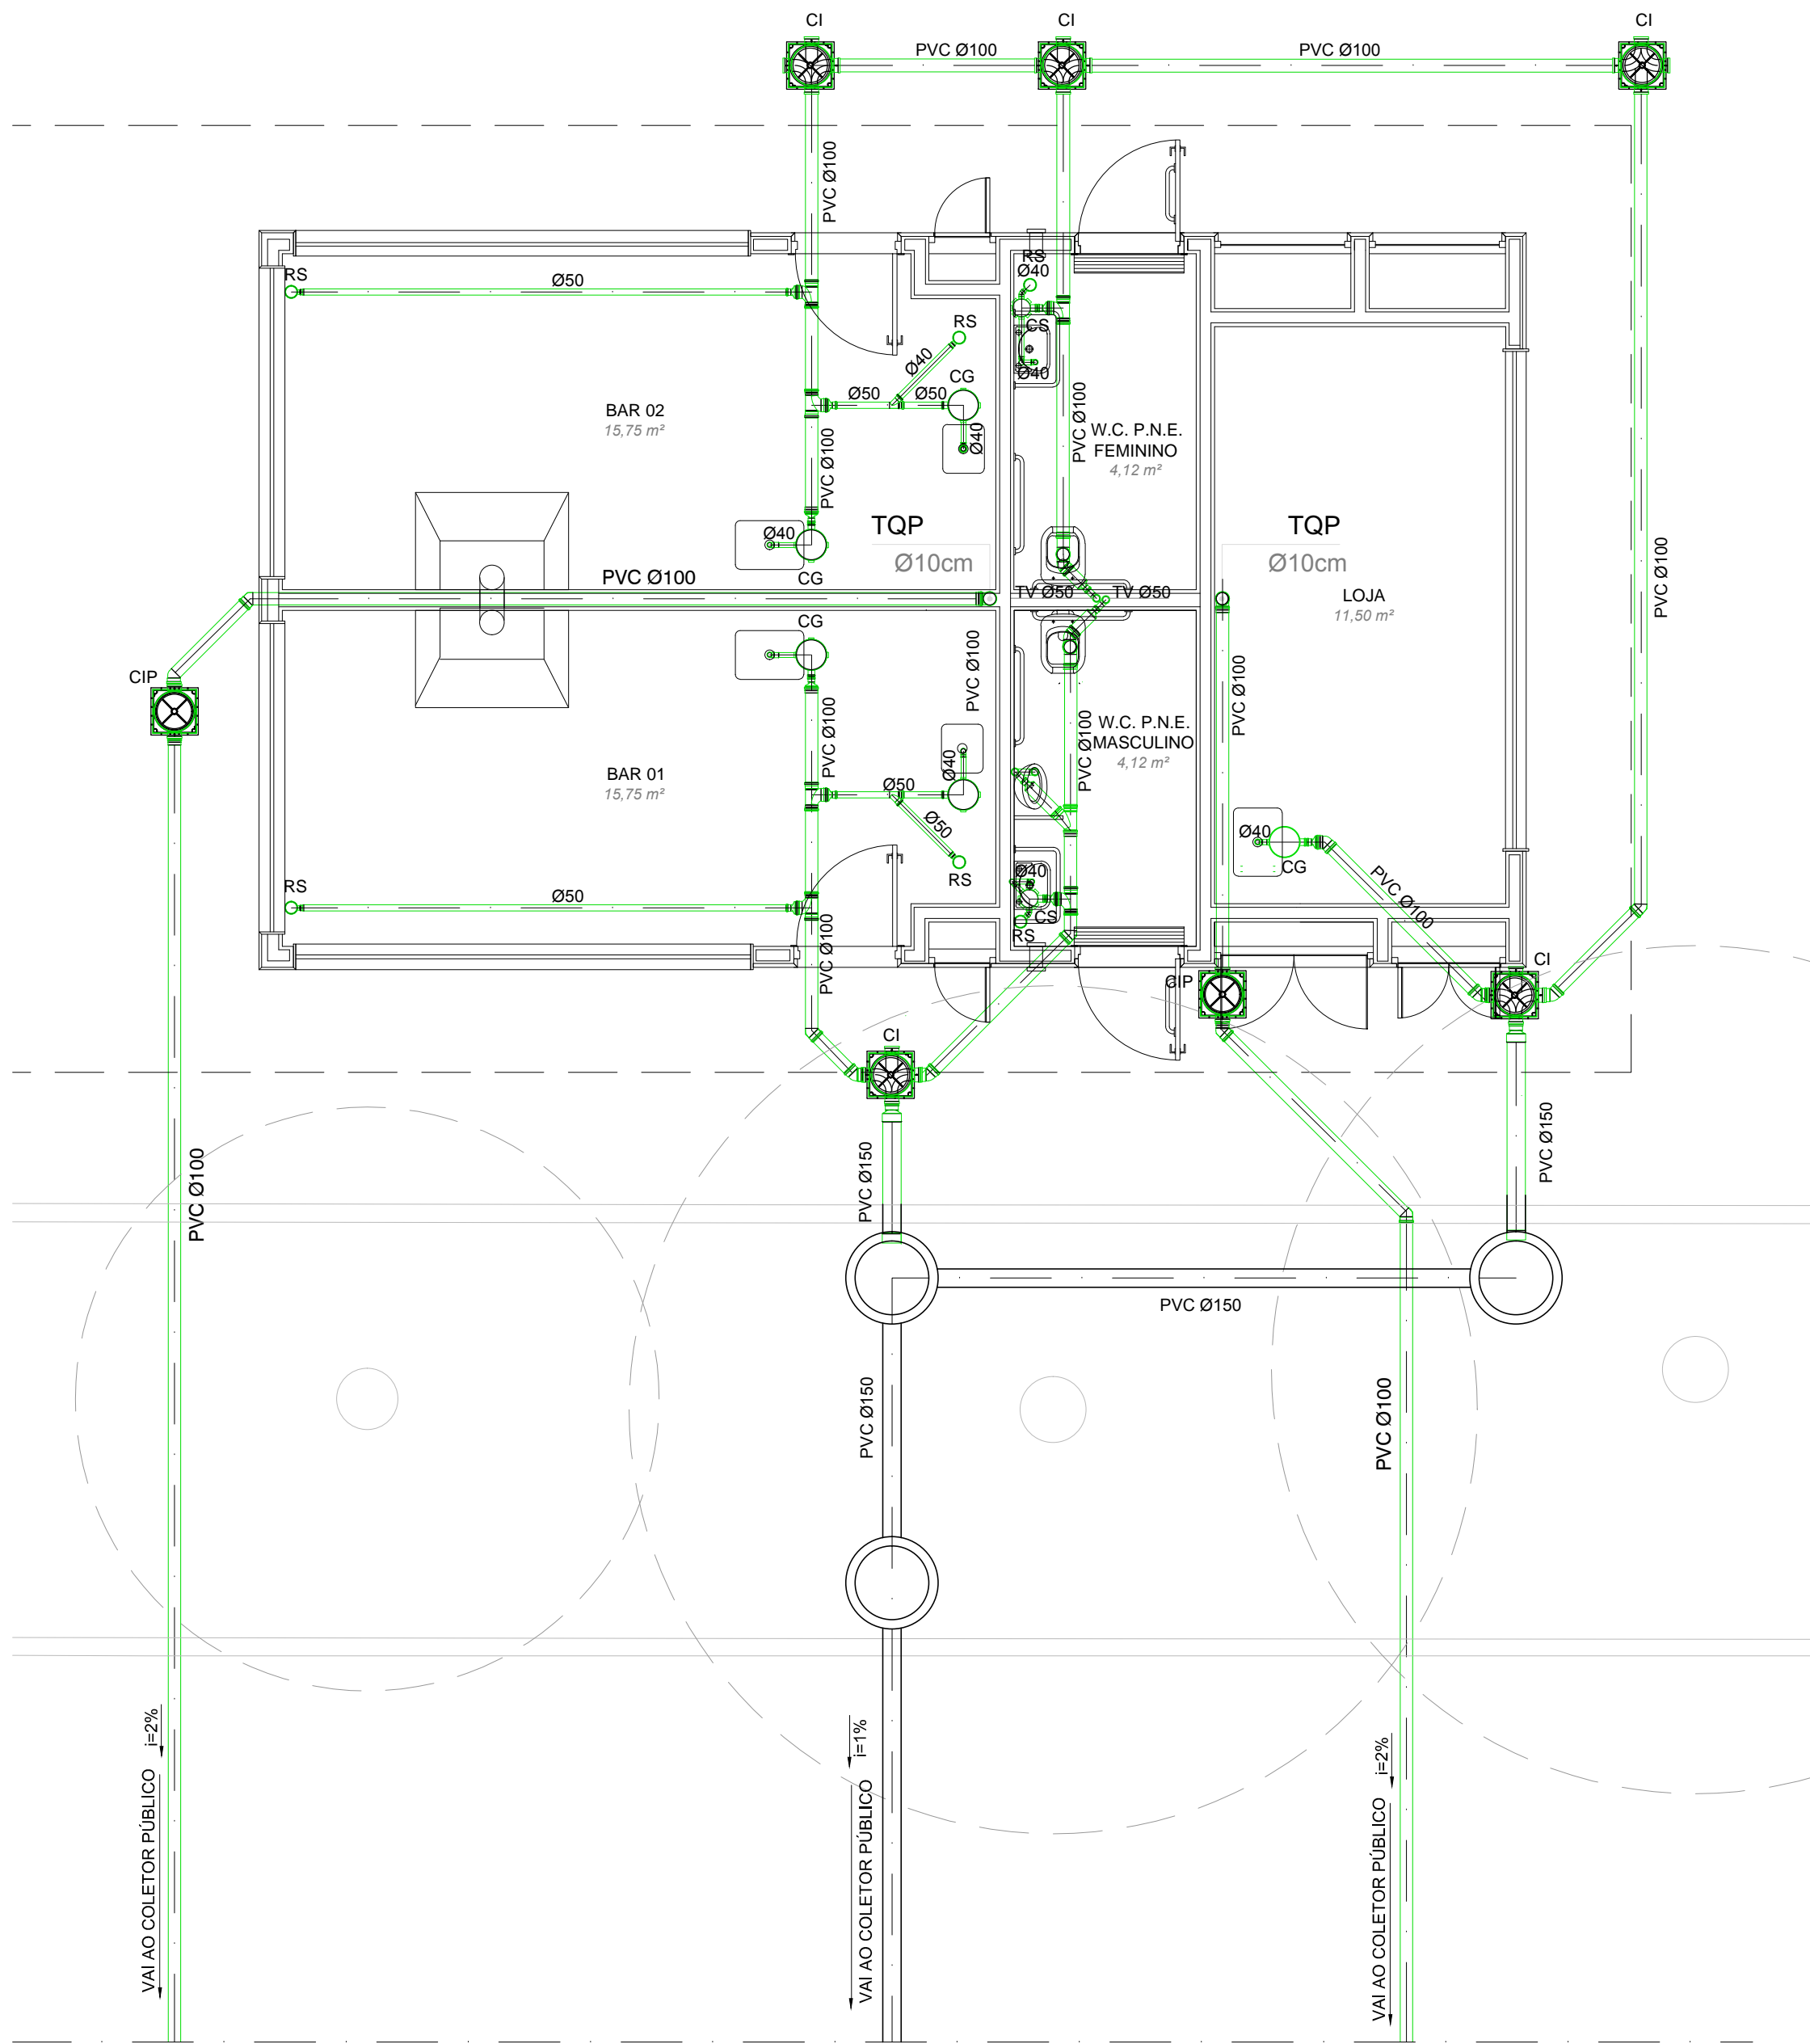 CI
CI
CI
PVC Ø100
PVC Ø100
PVC Ø100
RS
Ø50
RS
Ø40
CS
Ø40
RS
Ø40
CG
Ø50
Ø50
Ø40
BAR 02
15,75 m²
PVC Ø100
PVC Ø100
W.C. P.N.E.
FEMININO
4,12 m²
Ø40
CG
TQP
Ø10cm
TQP
Ø10cm
PVC Ø100
PVC Ø100
TV Ø50
TV Ø50
LOJA
11,50 m²
CG
CIP
PVC Ø100
PVC Ø100
PVC Ø100
PVC Ø100
W.C. P.N.E.
MASCULINO
4,12 m²
BAR 01
15,75 m²
Ø40
Ø50
Ø50
RS
RS
Ø50
Ø40
CS
RS
Ø40
CG
PVC Ø100
PVC Ø100
CIP
CI
CI
PVC Ø100
PVC Ø150
PVC Ø150
PVC Ø150
PVC Ø150
PVC Ø100
i=2%
i=1%
i=2%
VAI AO COLETOR PÚBLICO
VAI AO COLETOR PÚBLICO
VAI AO COLETOR PÚBLICO